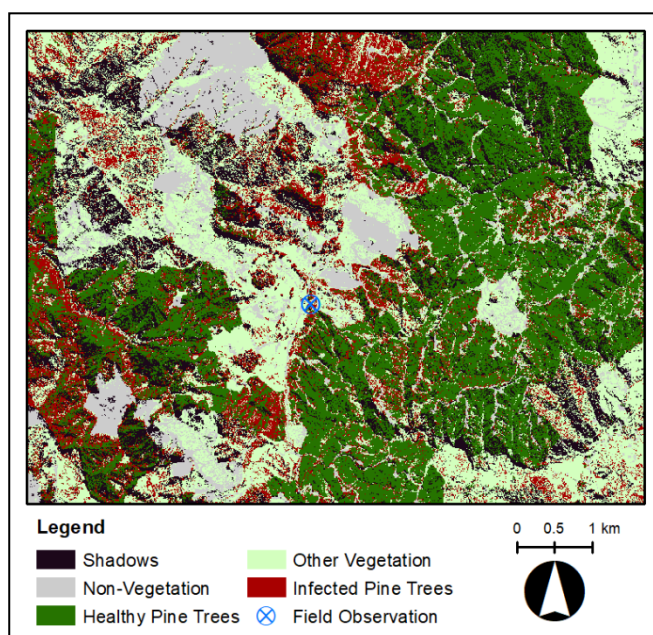 Legend
Shadows
Other Vegetation
Non-Vegetation
Infected Pine Trees
Healthy Pine Trees
Field Observation
0 0.5 1 km